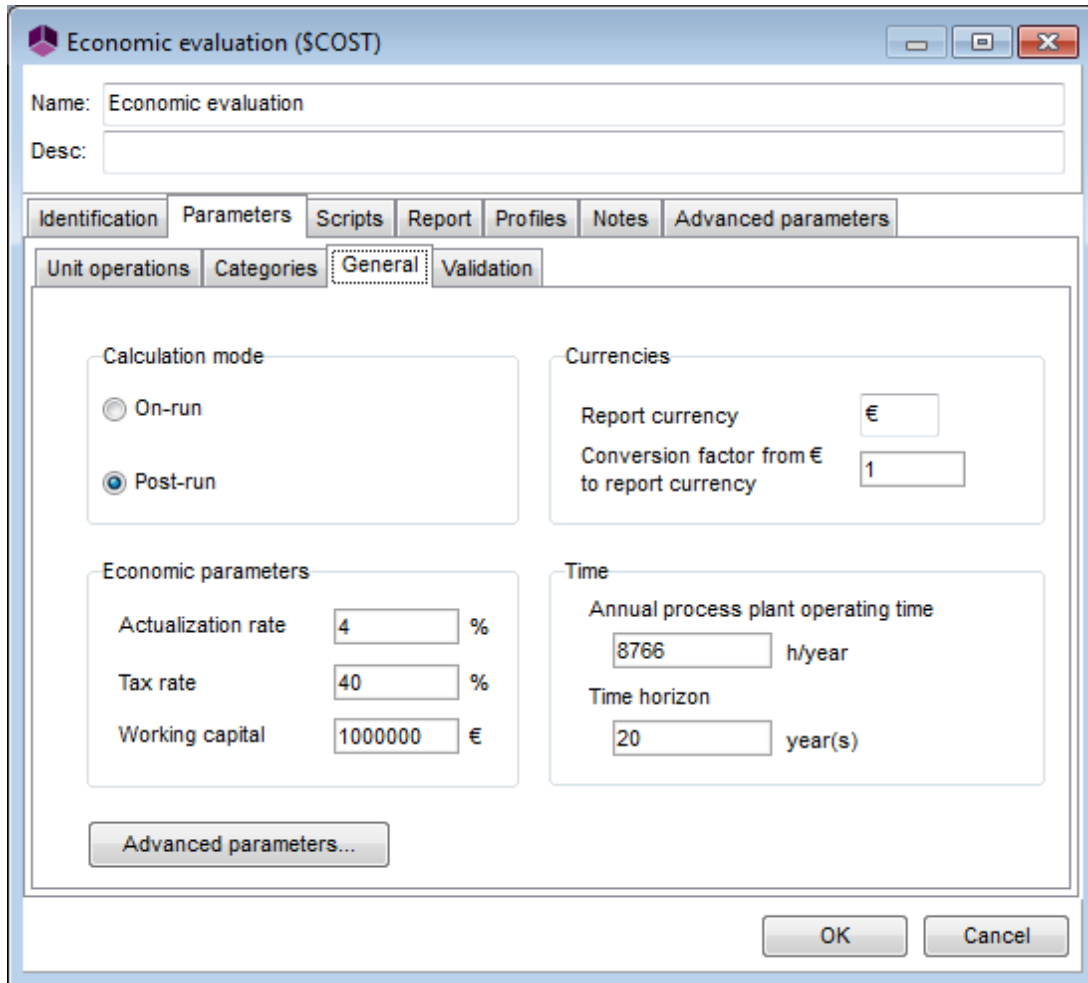 Economic evaluation ($COST)
Name: Economic evaluation
Desc:
Identification Parameters Scripts Report Profiles Notes Advanced parameters
Unit operations Categories General Validation
Calculation mode
On-run
Post-run
Currencies
Report currency €
Conversion factor from €
to report currency 1
Economic parameters
Actualization rate 4 %
Tax rate 40 %
Working capital 1000000 €
Time
Annual process plant operating time
8766 h/year
Time horizon
20 year(s)
Advanced parameters...
OK Cancel